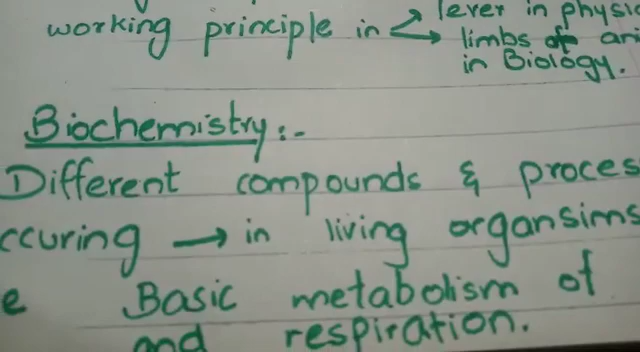 lever in physic
working principle in limbs of ani
in Biology.
Biochemistry:-
Different compounds & proces
ccuring → in living organsims
e Basic metabolism of
and respiration.